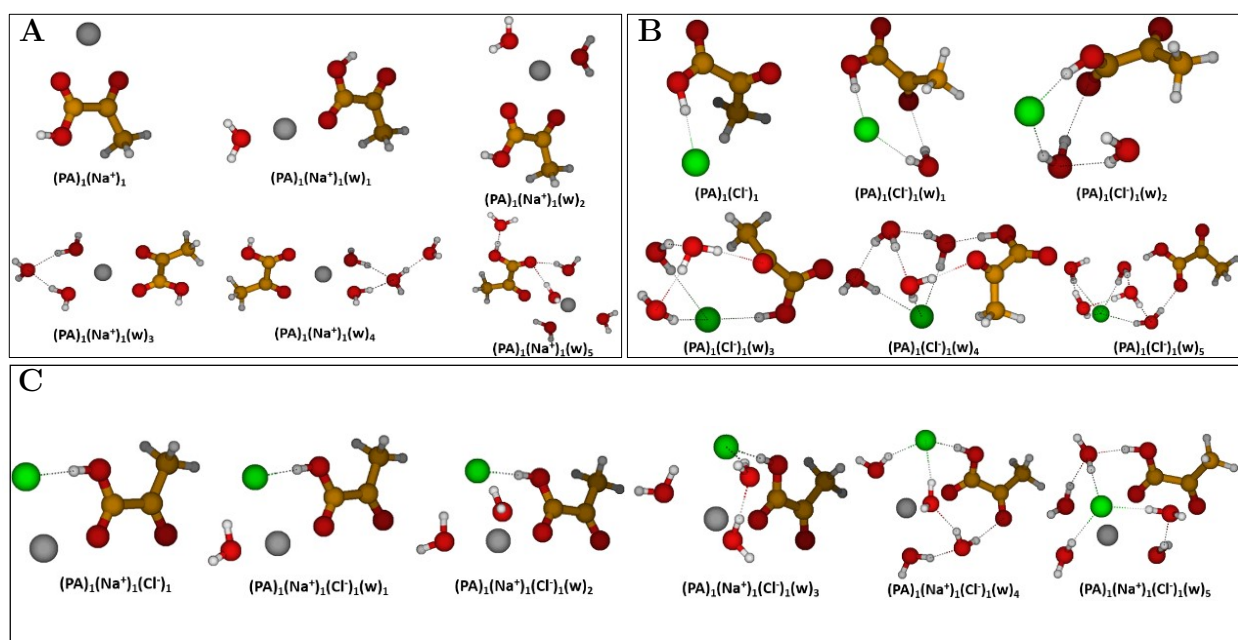 A
(PA)₁(Na⁺)₁
(PA)₁(Na⁺)₁(w)₁
(PA)₁(Na⁺)₁(w)₂
(PA)₁(Na⁺)₁(w)₃
(PA)₁(Na⁺)₁(w)₄
(PA)₁(Na⁺)₁(w)₅
B
(PA)₁(Cl⁻)₁
(PA)₁(Cl⁻)₁(w)₁
(PA)₁(Cl⁻)₁(w)₂
(PA)₁(Cl⁻)₁(w)₃
(PA)₁(Cl⁻)₁(w)₄
(PA)₁(Cl⁻)₁(w)₅
C
(PA)₁(Na⁺)₁(Cl⁻)₁
(PA)₁(Na⁺)₁(Cl⁻)₁(w)₁
(PA)₁(Na⁺)₁(Cl⁻)₁(w)₂
(PA)₁(Na⁺)₁(Cl⁻)₁(w)₃
(PA)₁(Na⁺)₁(Cl⁻)₁(w)₄
(PA)₁(Na⁺)₁(Cl⁻)₁(w)₅